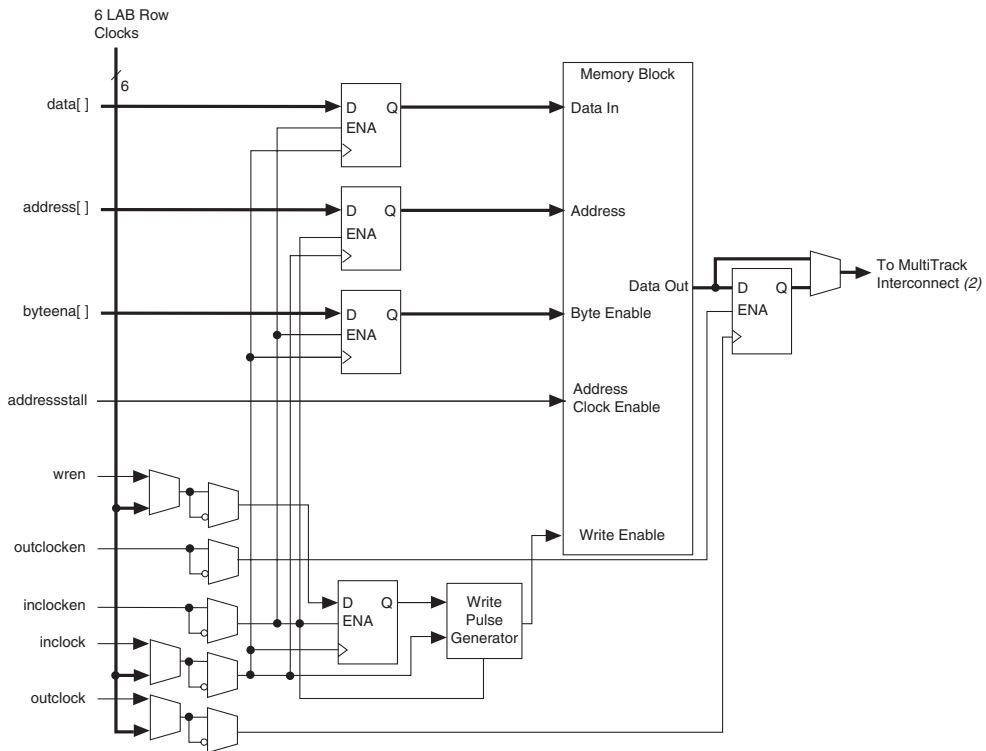 6 LAB Row
Clocks
6
data[ ]
D Q
ENA
Memory Block
Data In
address[ ]
D Q
ENA
Address
byteena[ ]
D Q
ENA
Byte Enable
Data Out
D Q
ENA
To MultiTrack
Interconnect (2)
addressstall
Address
Clock Enable
wren
Write Enable
outclocken
inclocken
D Q
ENA
Write
Pulse
Generator
inclock
outclock